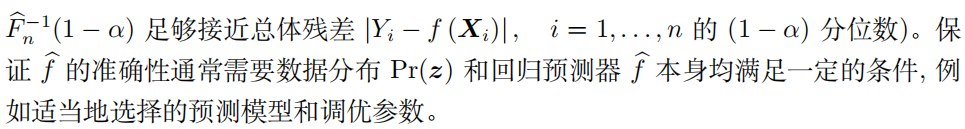 $\widehat{F}_n^{-1}(1-\alpha)$ 足够接近总体残差 $|Y_i - f(\boldsymbol{X}_i)|, \quad i = 1, \ldots, n$ 的 $(1-\alpha)$ 分位数)。保
证 $\widehat{f}$ 的准确性通常需要数据分布 $\Pr(\boldsymbol{z})$ 和回归预测器 $\widehat{f}$ 本身均满足一定的条件, 例
如适当地选择的预测模型和调优参数。